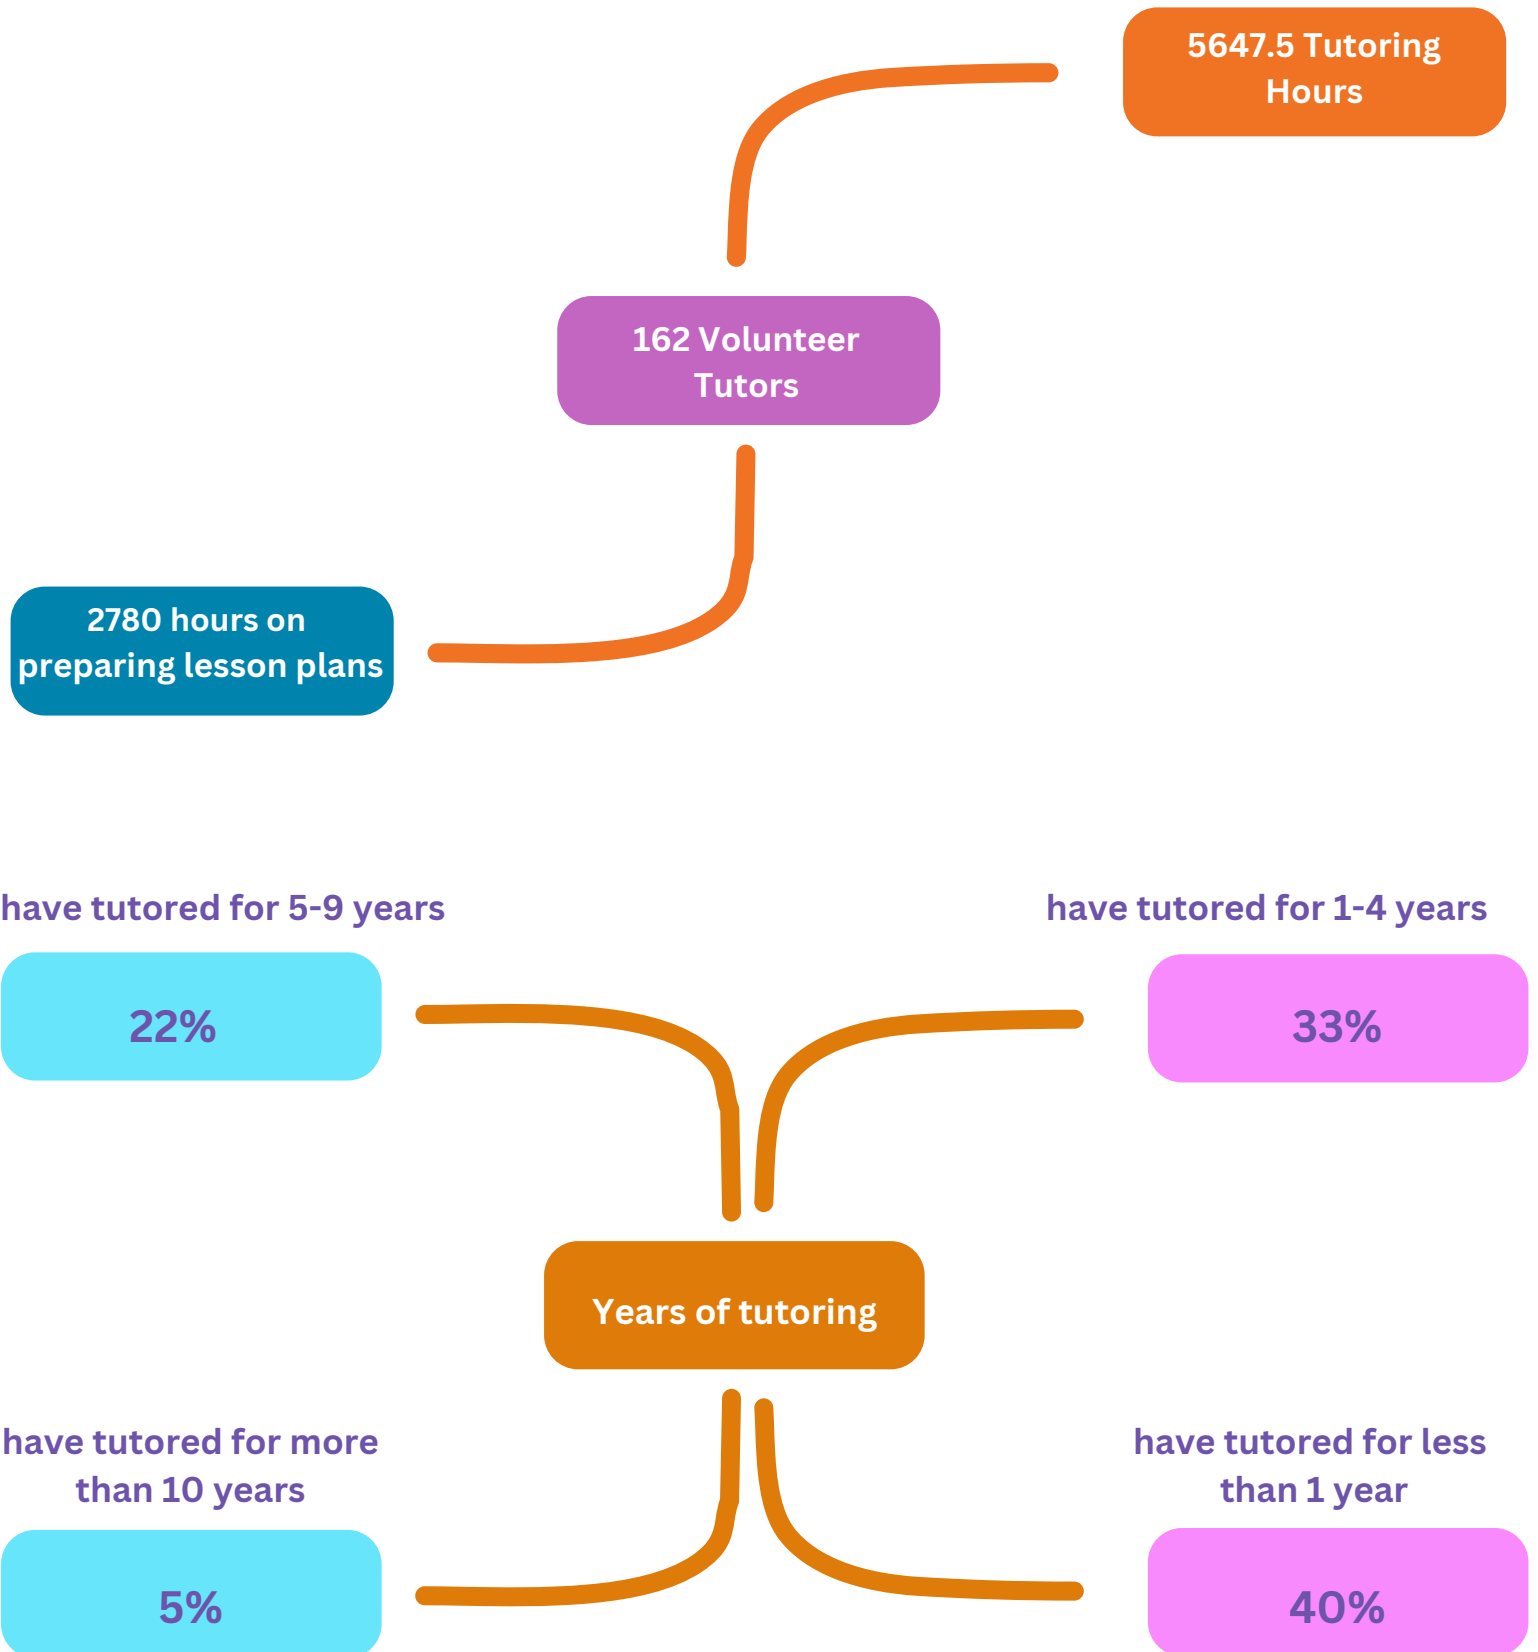 5647.5 Tutoring
Hours
162 Volunteer
Tutors
2780 hours on
preparing lesson plans
have tutored for 5-9 years
22%
have tutored for 1-4 years
33%
Years of tutoring
have tutored for more
than 10 years
5%
have tutored for less
than 1 year
40%